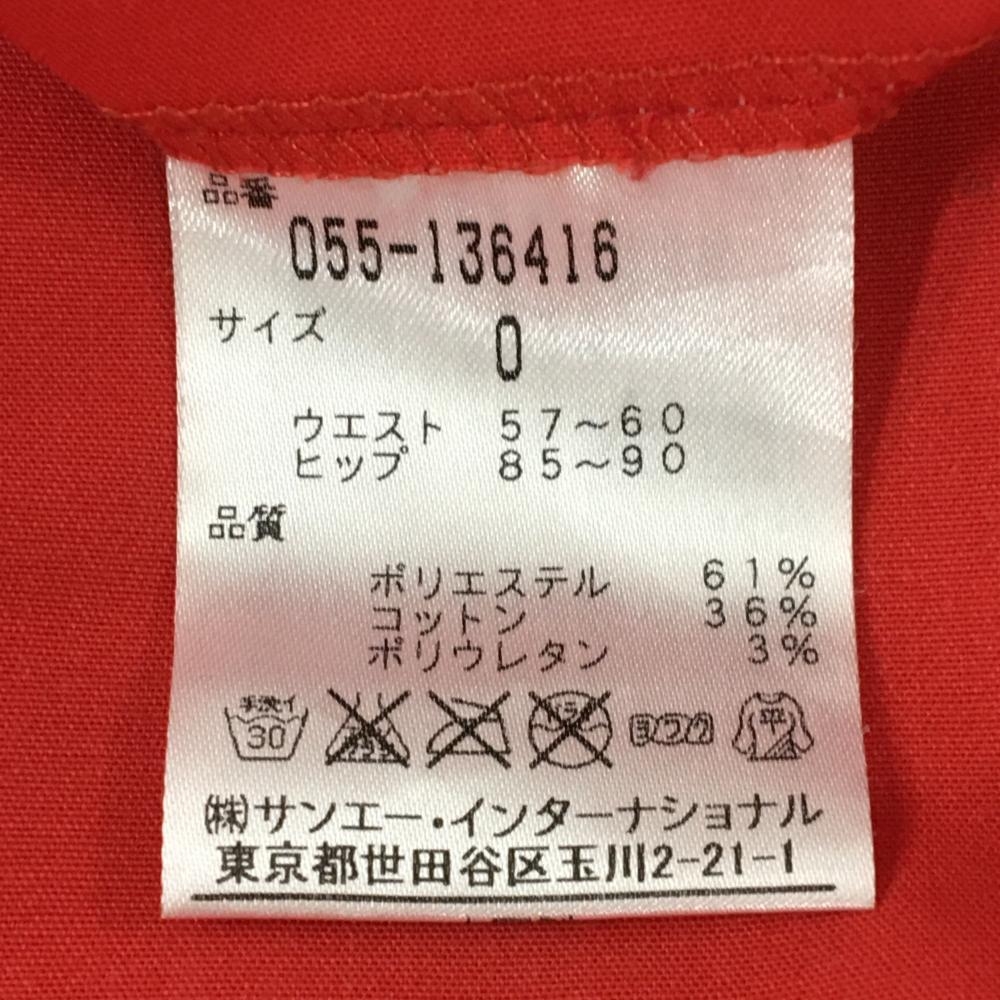 品番
055-136416
サイズ 0
ウエスト 57〜60
ヒップ 85〜90
品質
ポリエステル 61%
コットン 36%
ポリウレタン 3%
手洗イ 30 ヨワク 平
㈱サンエー・インターナショナル
東京都世田谷区玉川2-21-1